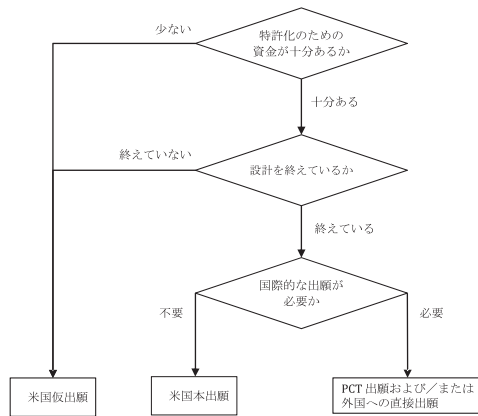 少ない
特許化のための
資金が十分あるか
十分ある
終えていない
設計を終えているか
終えている
国際的な出願が
必要か
不要
必要
米国仮出願
米国本出願
PCT 出願および／または
外国への直接出願